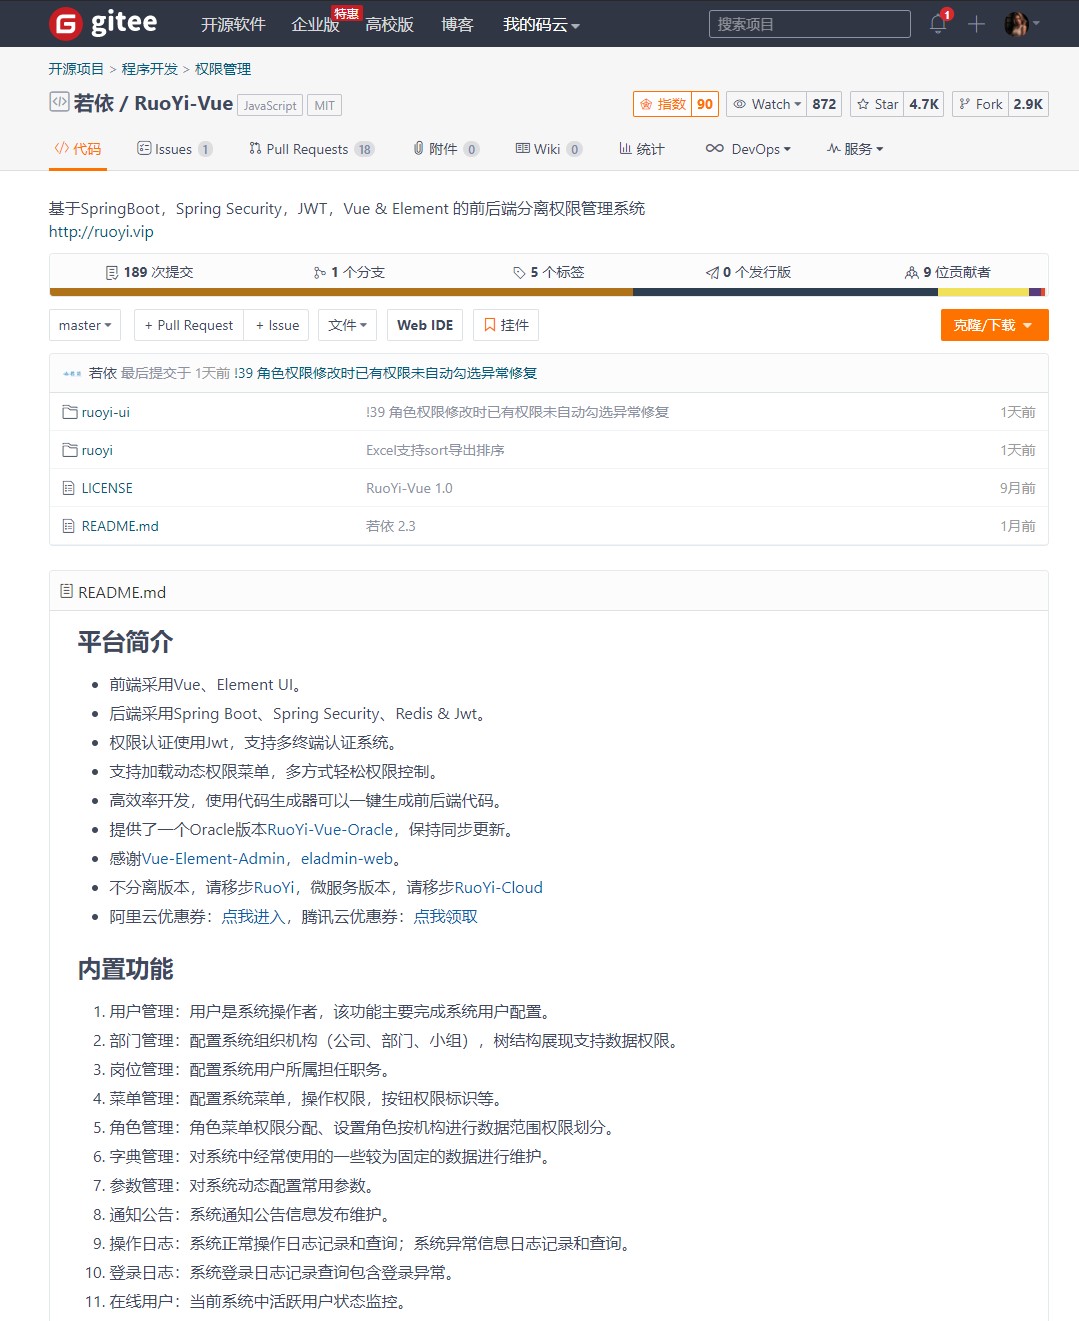 gitee 开源软件 企业版 特惠 高校版 博客 我的码云 搜索项目 1
开源项目 > 程序开发 > 权限管理
若依 / RuoYi-Vue JavaScript MIT 指数 90 Watch 872 Star 4.7K Fork 2.9K
代码 Issues 1 Pull Requests 18 附件 0 Wiki 0 统计 DevOps 服务
基于SpringBoot，Spring Security，JWT，Vue & Element 的前后端分离权限管理系统
http://ruoyi.vip
189 次提交 1 个分支 5 个标签 0 个发行版 9 位贡献者
master + Pull Request + Issue 文件 Web IDE 挂件 克隆/下载
若依 最后提交于 1天前 !39 角色权限修改时已有权限未自动勾选异常修复
ruoyi-ui !39 角色权限修改时已有权限未自动勾选异常修复 1天前
ruoyi Excel支持sort导出排序 1天前
LICENSE RuoYi-Vue 1.0 9月前
README.md 若依 2.3 1月前
README.md
平台简介
• 前端采用Vue、Element UI。
• 后端采用Spring Boot、Spring Security、Redis & Jwt。
• 权限认证使用Jwt，支持多终端认证系统。
• 支持加载动态权限菜单，多方式轻松权限控制。
• 高效率开发，使用代码生成器可以一键生成前后端代码。
• 提供了一个Oracle版本RuoYi-Vue-Oracle，保持同步更新。
• 感谢Vue-Element-Admin，eladmin-web。
• 不分离版本，请移步RuoYi，微服务版本，请移步RuoYi-Cloud
• 阿里云优惠券：点我进入，腾讯云优惠券：点我领取
内置功能
1. 用户管理：用户是系统操作者，该功能主要完成系统用户配置。
2. 部门管理：配置系统组织机构（公司、部门、小组），树结构展现支持数据权限。
3. 岗位管理：配置系统用户所属担任职务。
4. 菜单管理：配置系统菜单，操作权限，按钮权限标识等。
5. 角色管理：角色菜单权限分配、设置角色按机构进行数据范围权限划分。
6. 字典管理：对系统中经常使用的一些较为固定的数据进行维护。
7. 参数管理：对系统动态配置常用参数。
8. 通知公告：系统通知公告信息发布维护。
9. 操作日志：系统正常操作日志记录和查询；系统异常信息日志记录和查询。
10. 登录日志：系统登录日志记录查询包含登录异常。
11. 在线用户：当前系统中活跃用户状态监控。